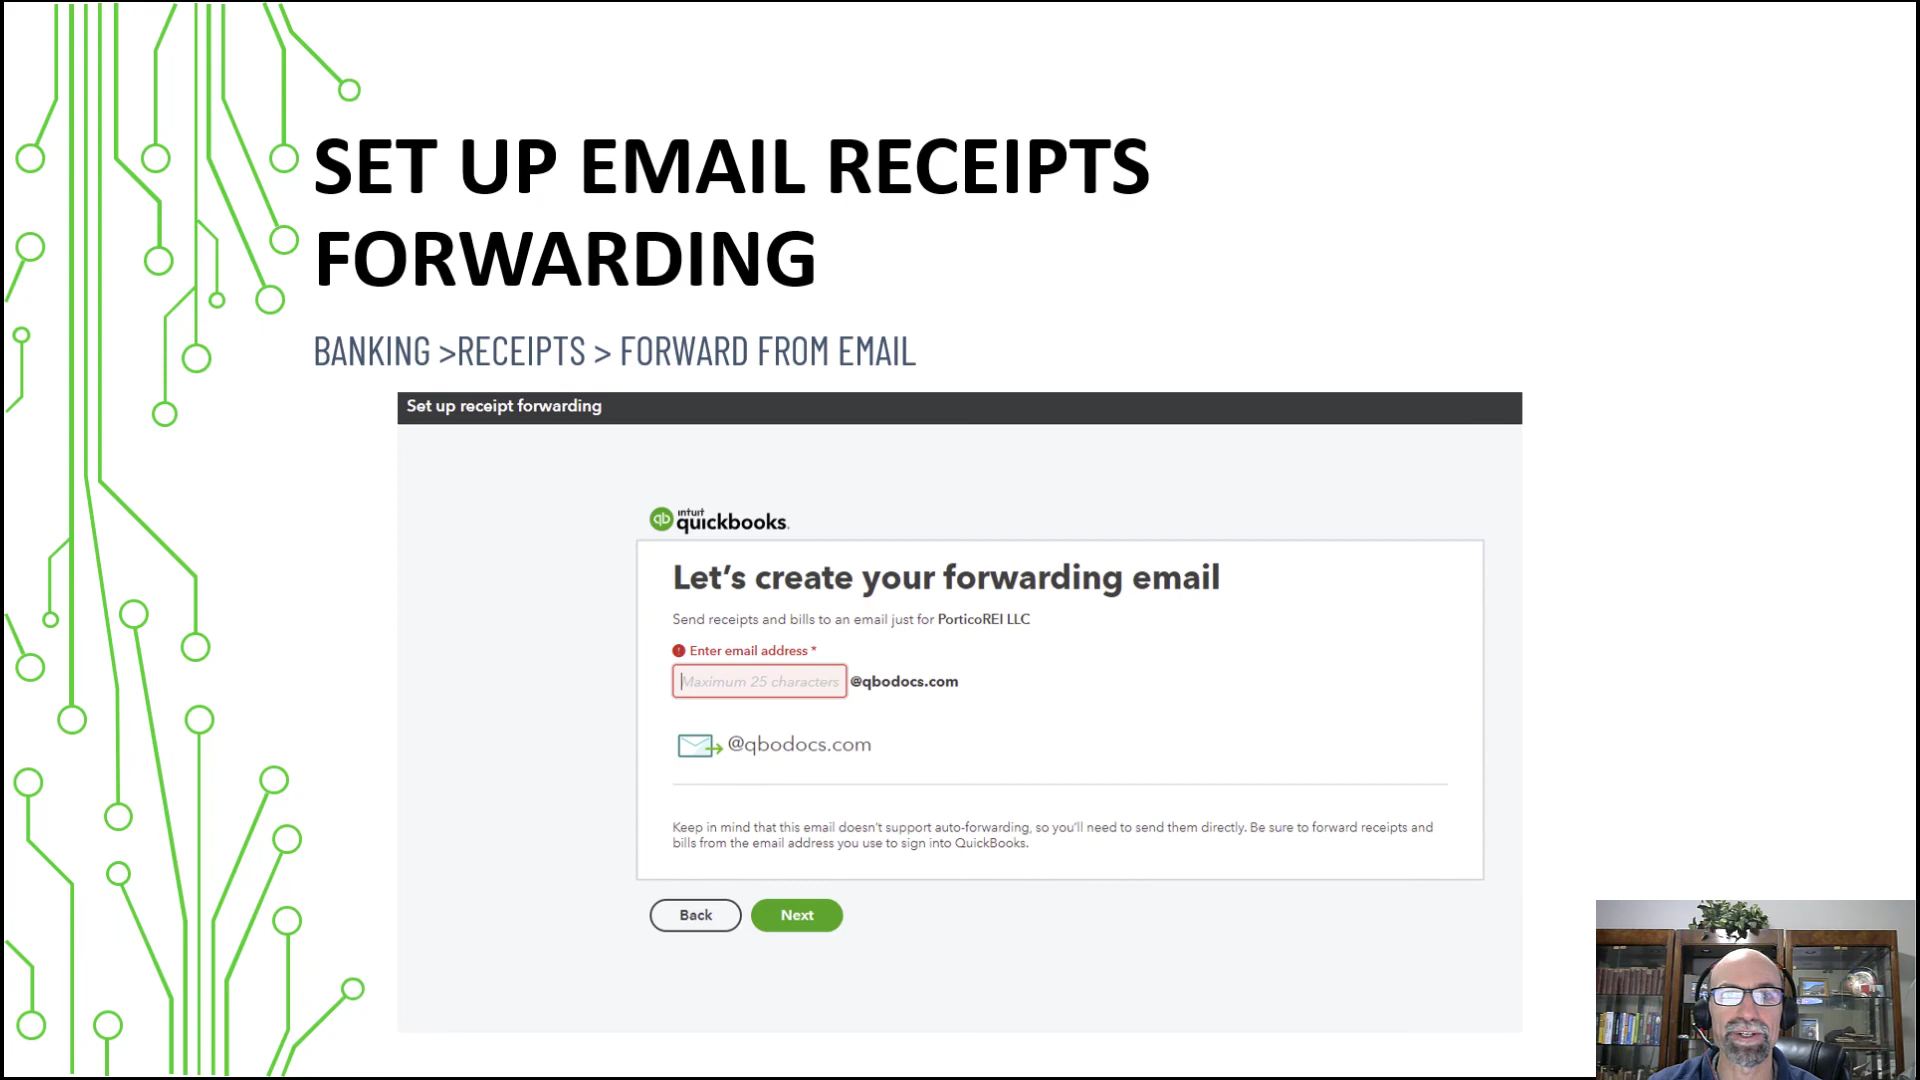 SET UP EMAIL RECEIPTS
FORWARDING
BANKING >RECEIPTS > FORWARD FROM EMAIL
Set up receipt forwarding
qb intuit quickbooks.
Let's create your forwarding email
Send receipts and bills to an email just for PorticoREI LLC
! Enter email address *
Maximum 25 characters @qbodocs.com
@qbodocs.com
Keep in mind that this email doesn't support auto-forwarding, so you'll need to send them directly. Be sure to forward receipts and
bills from the email address you use to sign into QuickBooks.
Back Next